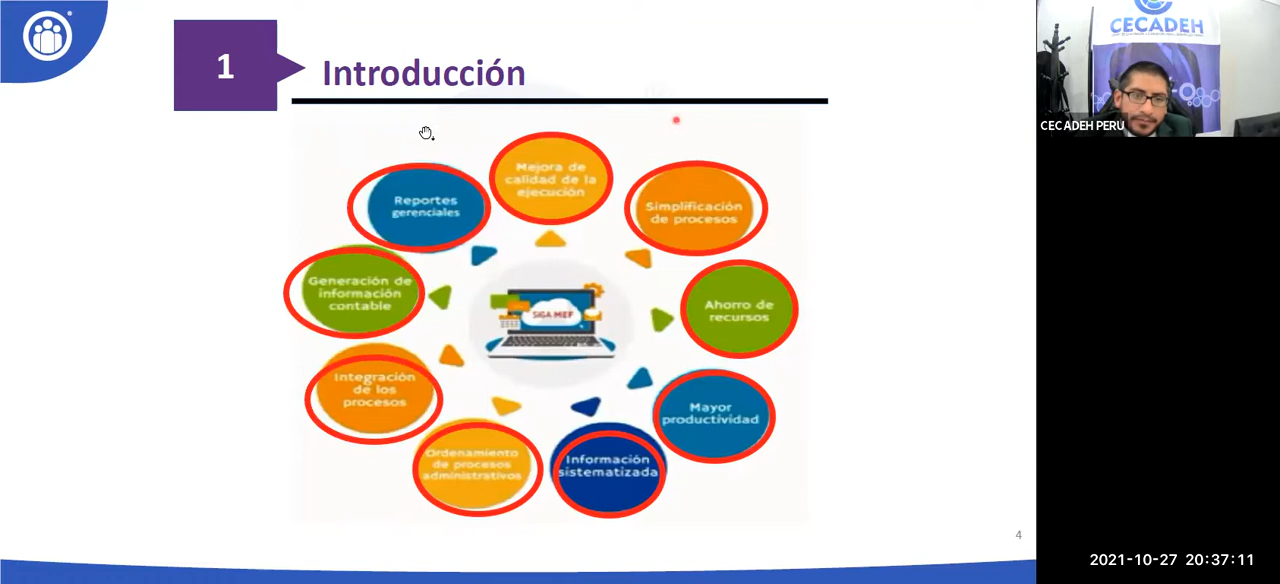 1
Introducción
Mejora de
calidad de la
ejecución
Simplificación
de procesos
Ahorro de
recursos
Mayor
productividad
Información
sistematizada
Ordenamiento
de procesos
administrativos
Integración
de los
procesos
Generación de
información
contable
Reportes
gerenciales
SIGA MEF
4
CECADEH
CECADEH PERÚ
2021-10-27 20:37:11